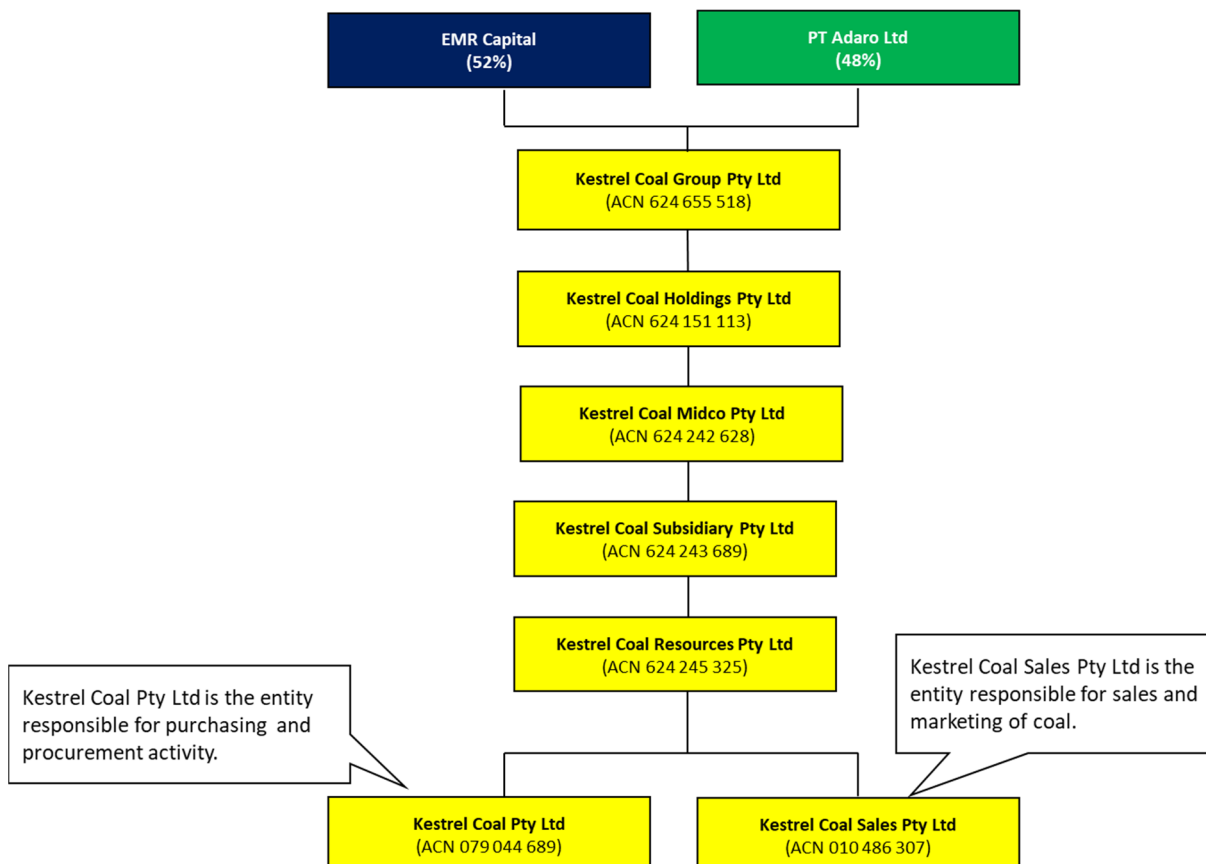 EMR Capital
(52%)
PT Adaro Ltd
(48%)
Kestrel Coal Group Pty Ltd
(ACN 624 655 518)
Kestrel Coal Holdings Pty Ltd
(ACN 624 151 113)
Kestrel Coal Midco Pty Ltd
(ACN 624 242 628)
Kestrel Coal Subsidiary Pty Ltd
(ACN 624 243 689)
Kestrel Coal Resources Pty Ltd
(ACN 624 245 325)
Kestrel Coal Pty Ltd is the entity
responsible for purchasing and
procurement activity.
Kestrel Coal Sales Pty Ltd is the
entity responsible for sales and
marketing of coal.
Kestrel Coal Pty Ltd
(ACN 079 044 689)
Kestrel Coal Sales Pty Ltd
(ACN 010 486 307)